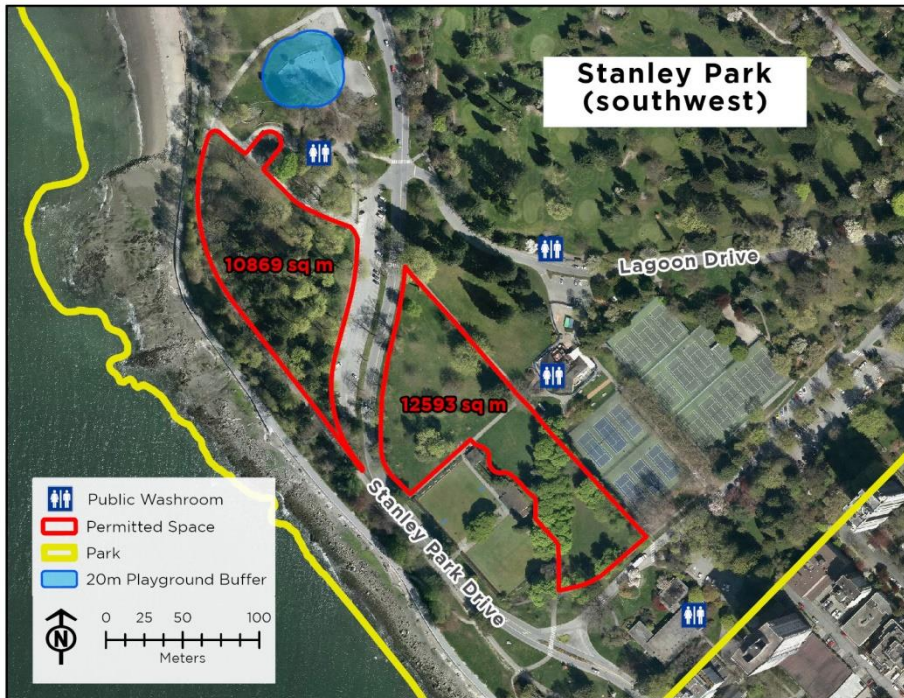 Stanley Park
(southwest)
Lagoon Drive
10869 sq m
12593 sq m
Stanley Park Drive
Public Washroom
Permitted Space
Park
20m Playground Buffer
N
0 25 50 100
Meters